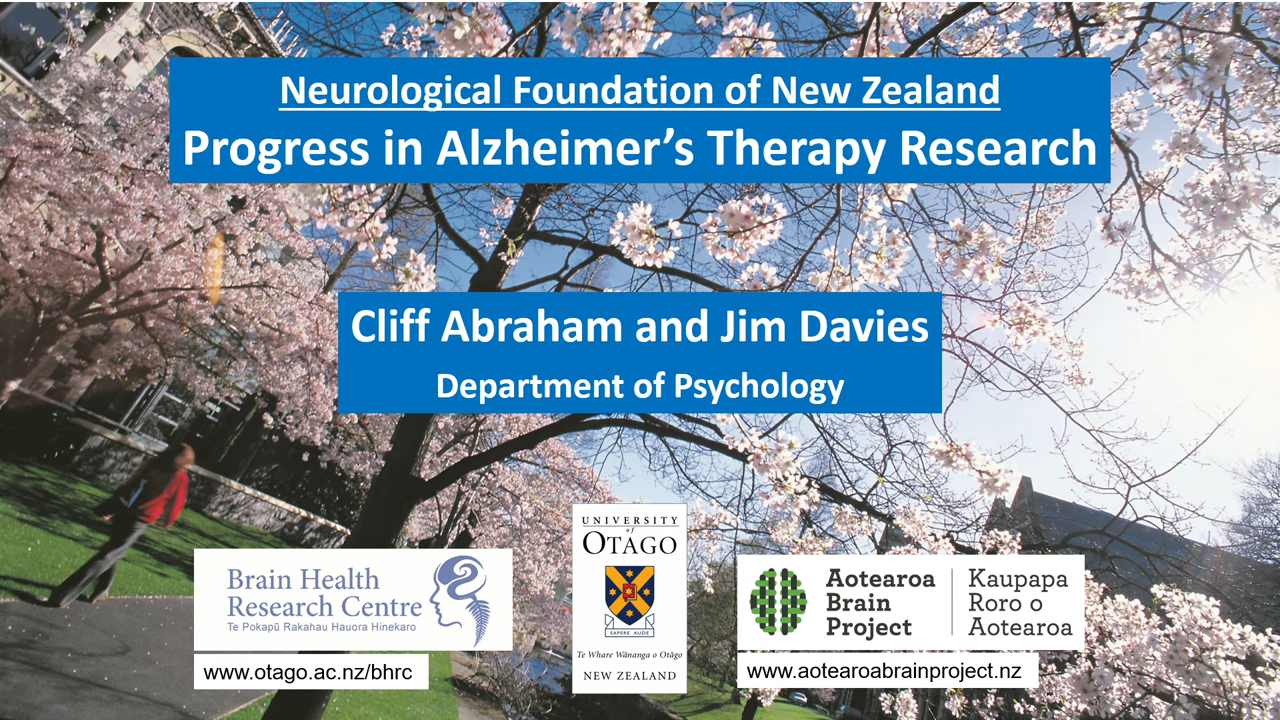 Neurological Foundation of New Zealand
Progress in Alzheimer’s Therapy Research
Cliff Abraham and Jim Davies
Department of Psychology
Brain Health
Research Centre
Te Pokapū Rakahau Hauora Hinekaro
www.otago.ac.nz/bhrc
UNIVERSITY
of
OTAGO
SAPERE AUDE
Te Whare Wānanga o Otāgo
NEW ZEALAND
Aotearoa
Brain
Project
Kaupapa
Roro o
Aotearoa
www.aotearoabrainproject.nz